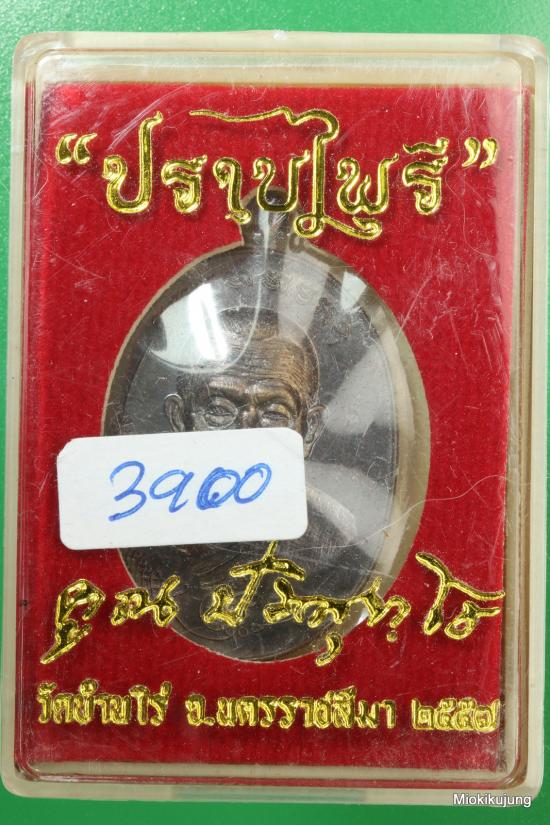 “ปราบไพรี”
3900
คูณ ปริสุทฺโธ
วัดบ้านไร่ จ.นครราชสีมา ๒๕๕๗
Miokikujung